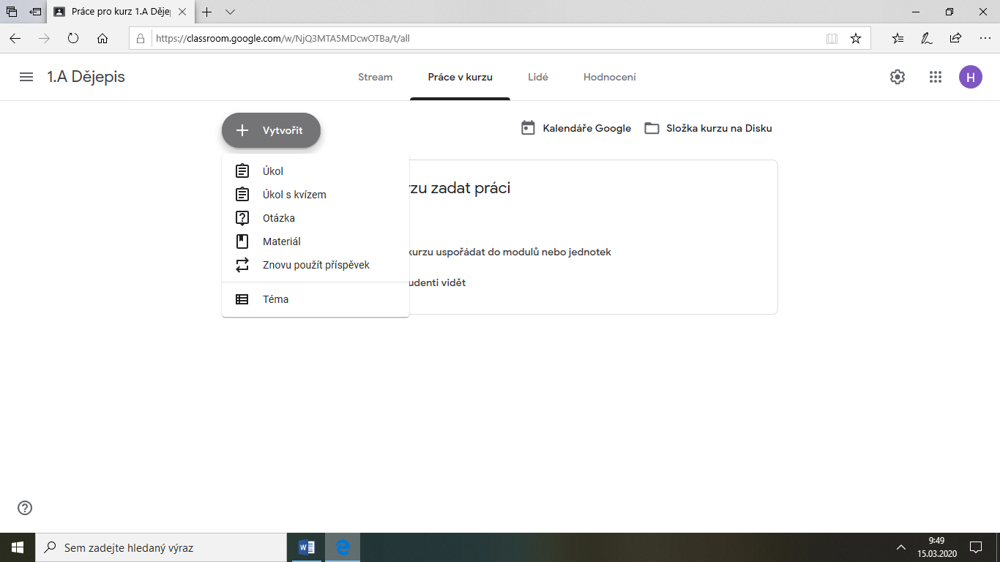 Práce pro kurz 1.A Děje
https://classroom.google.com/w/NjQ3MTA5MDcwOTBa/t/all
1.A Dějepis
Stream
Práce v kurzu
Lidé
Hodnocení
H
Vytvořit
Kalendáře Google
Složka kurzu na Disku
Úkol
Úkol s kvízem
Otázka
Materiál
Znovu použít příspěvek
Téma
rzu zadat práci
kurzu uspořádat do modulů nebo jednotek
udenti vidět
Sem zadejte hledaný výraz
9:49
15.03.2020